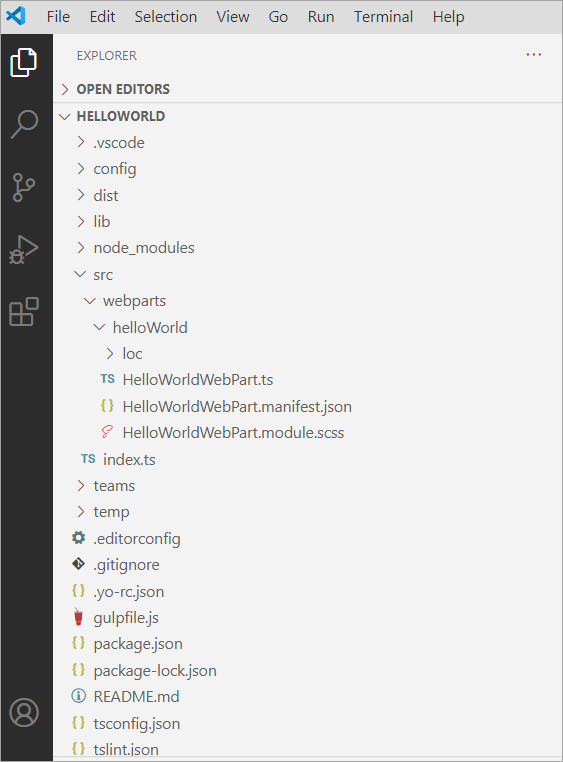 File Edit Selection View Go Run Terminal Help
EXPLORER ...
OPEN EDITORS
HELLOWORLD
.vscode
config
dist
lib
node_modules
src
webparts
helloWorld
loc
TS HelloWorldWebPart.ts
{} HelloWorldWebPart.manifest.json
HelloWorldWebPart.module.scss
TS index.ts
teams
temp
.editorconfig
.gitignore
{} .yo-rc.json
gulpfile.js
{} package.json
{} package-lock.json
README.md
{} tsconfig.json
{} tslint.json